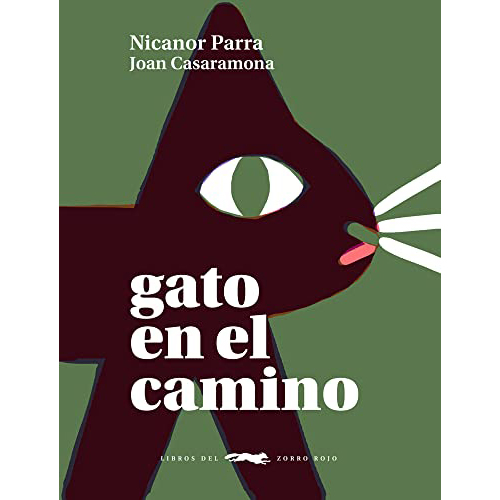 Nicanor Parra
Joan Casaramona
gato
en el
camino
LIBROS DEL ZORRO ROJO